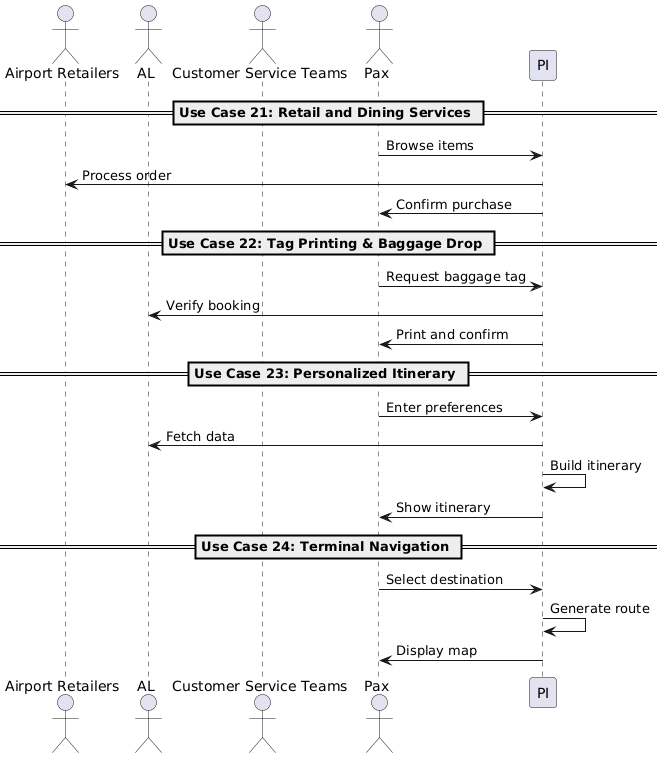 Airport Retailers AL Customer Service Teams Pax PI
Use Case 21: Retail and Dining Services
Browse items
Process order
Confirm purchase
Use Case 22: Tag Printing & Baggage Drop
Request baggage tag
Verify booking
Print and confirm
Use Case 23: Personalized Itinerary
Enter preferences
Fetch data
Build itinerary
Show itinerary
Use Case 24: Terminal Navigation
Select destination
Generate route
Display map
Airport Retailers AL Customer Service Teams Pax PI